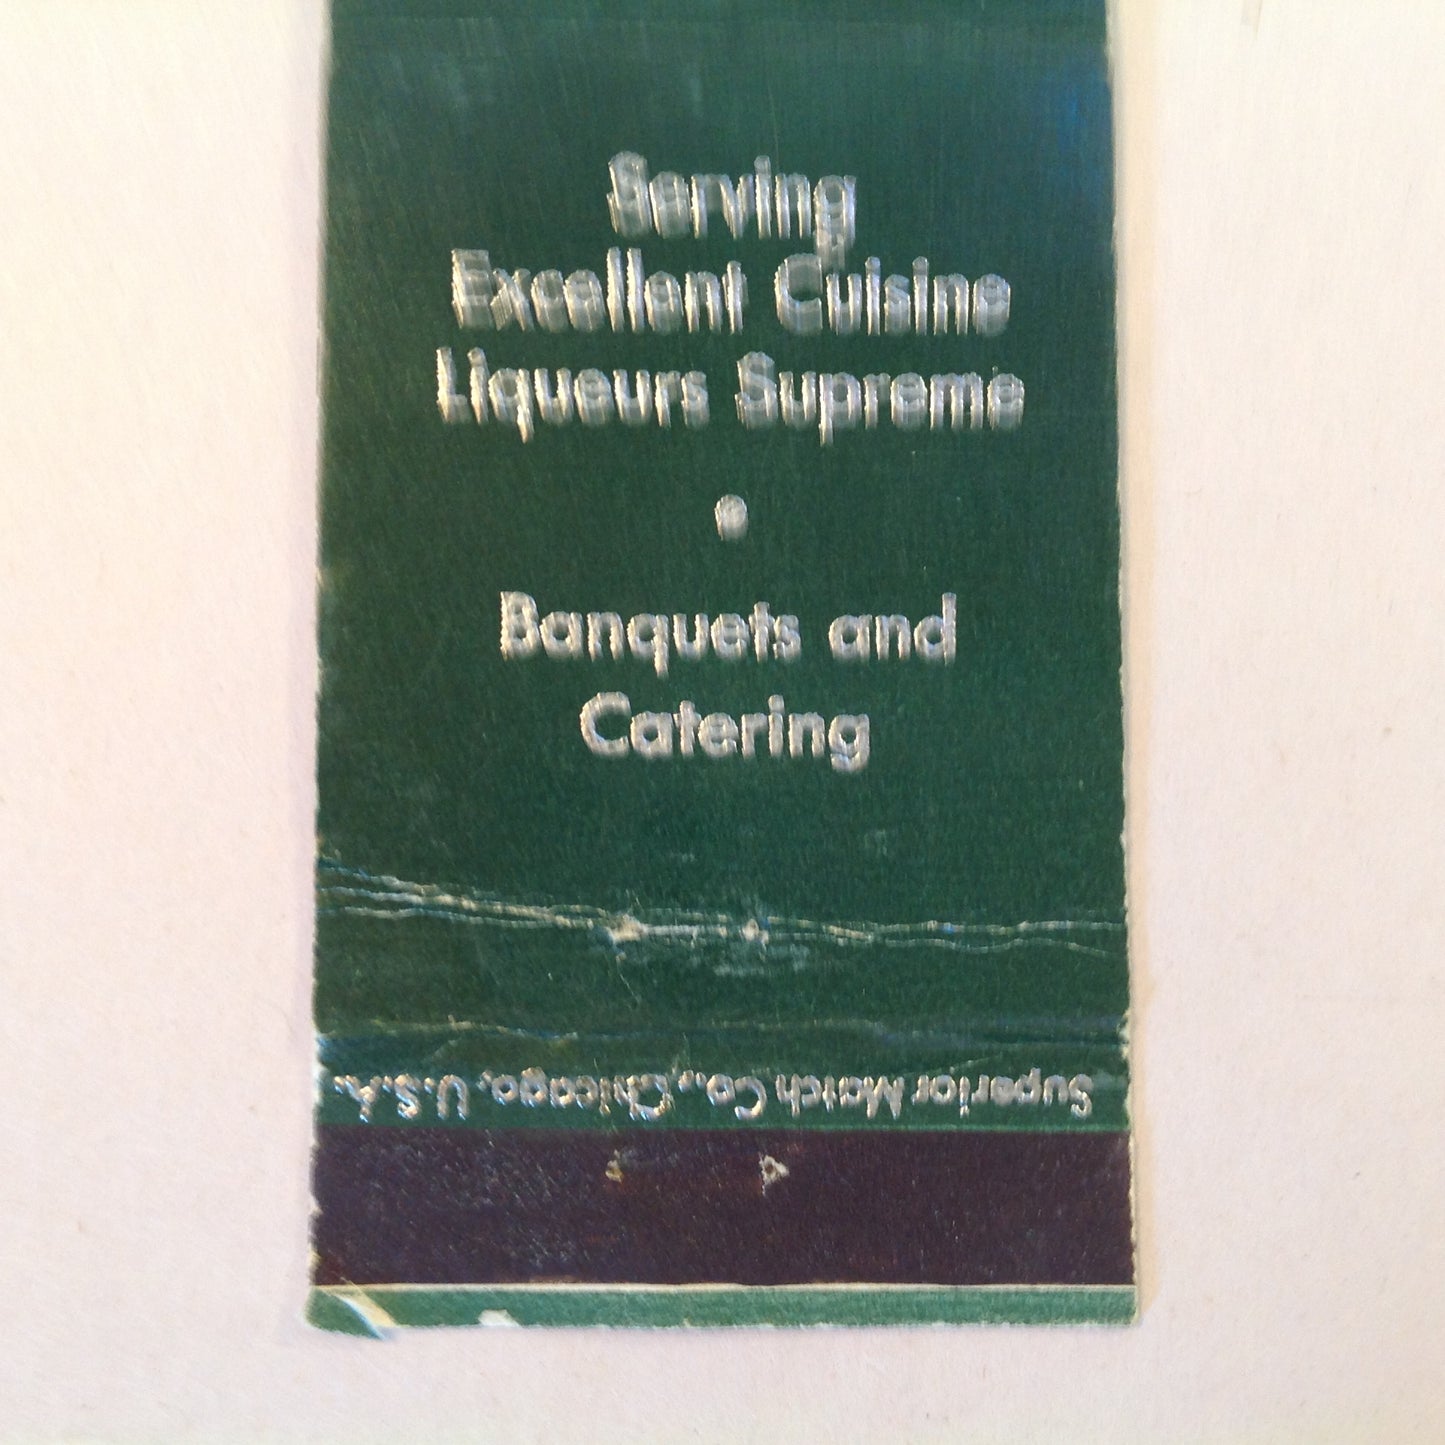 Serving
Excellent Cuisine
Liqueurs Supreme
Banquets and
Catering
Superior Match Co., Chicago, U.S.A.